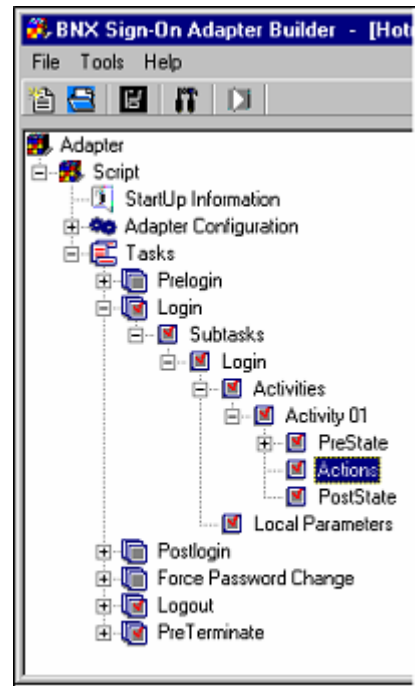 BNX Sign-On Adapter Builder - [Hot
File Tools Help
Adapter
Script
StartUp Information
Adapter Configuration
Tasks
Prelogin
Login
Subtasks
Login
Activities
Activity 01
PreState
Actions
PostState
Local Parameters
Postlogin
Force Password Change
Logout
PreTerminate